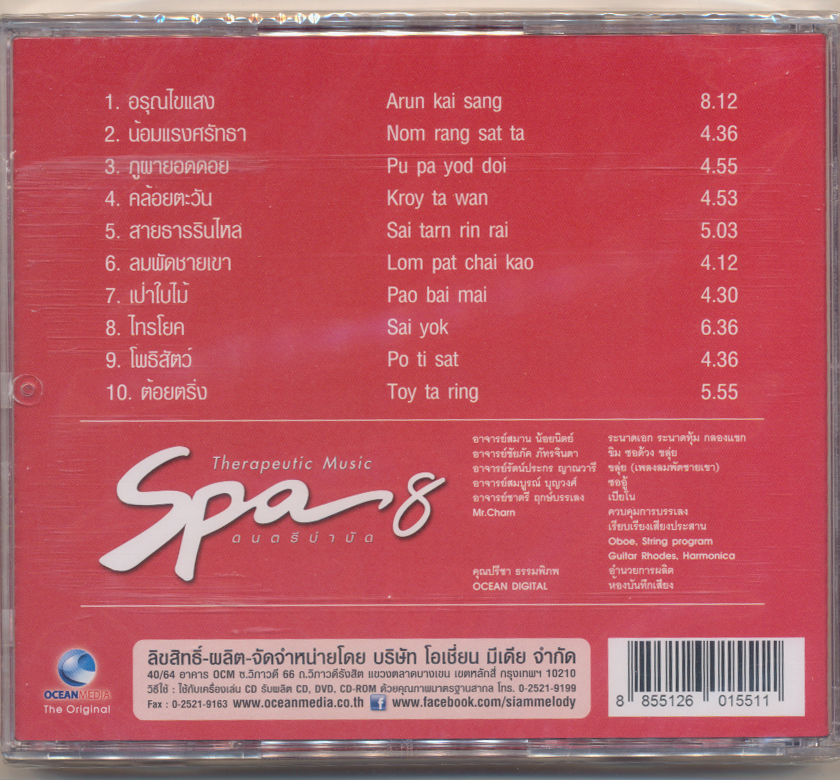 1. อรุณไขแสง Arun kai sang 8.12
2. น้อมแรงศรัทธา Nom rang sat ta 4.36
3. ภูผายอดดอย Pu pa yod doi 4.55
4. คล้อยตะวัน Kroy ta wan 4.53
5. สายธารรินไหล Sai tarn rin rai 5.03
6. ลมพัดชายเขา Lom pat chai kao 4.12
7. เป่าใบไม้ Pao bai mai 4.30
8. ไทรโยค Sai yok 6.36
9. โพธิสัตว์ Po ti sat 4.36
10. ต้อยตริ่ง Toy ta ring 5.55
Therapeutic Music
Spa 8
ดนตรีบำบัด
อาจารย์สมาน น้อยนิตย์ ระนาดเอก ระนาดทุ้ม กลองแขก
อาจารย์ชัยภัค ภัทรจินดา ขิม ซอด้วง ขลุ่ย
อาจารย์รัตน์ประกร ญาณวารี ขลุ่ย (เพลงลมพัดชายเขา)
อาจารย์สมบูรณ์ บุญวงศ์ ซออู้
อาจารย์ชาตรี ฤกษ์บรรเลง เปียโน
Mr.Charn ควบคุมการบรรเลง
เรียบเรียงเสียงประสาน
Oboe, String program
Guitar Rhodes, Harmonica
คุณปรีชา ธรรมพิภพ อำนวยการผลิต
OCEAN DIGITAL ห้องบันทึกเสียง
OCEANMEDIA
The Original
ลิขสิทธิ์-ผลิต-จัดจำหน่ายโดย บริษัท โอเชี่ยน มีเดีย จำกัด
40/64 อาคาร OCM ซ.วิภาวดี 66 ถ.วิภาวดีรังสิต แขวงตลาดบางเขน เขตหลักสี่ กรุงเทพฯ 10210
วิธีใช้ : ใช้กับเครื่องเล่น CD รับผลิต CD, DVD, CD-ROM ด้วยคุณภาพมาตรฐานสากล โทร. 0-2521-9199
Fax : 0-2521-9163 www.oceanmedia.co.th f www.facebook.com/siammelody
8 855126 015511